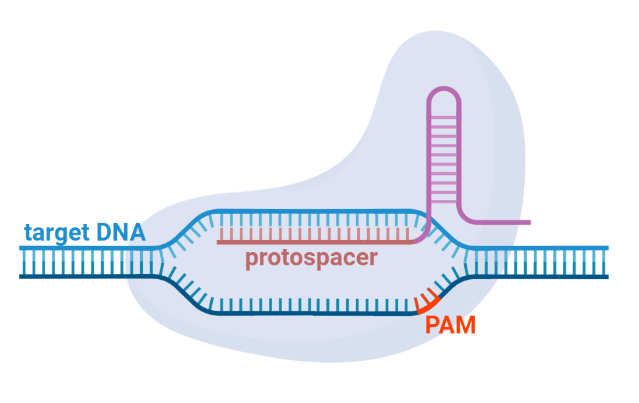 target DNA
protospacer
PAM